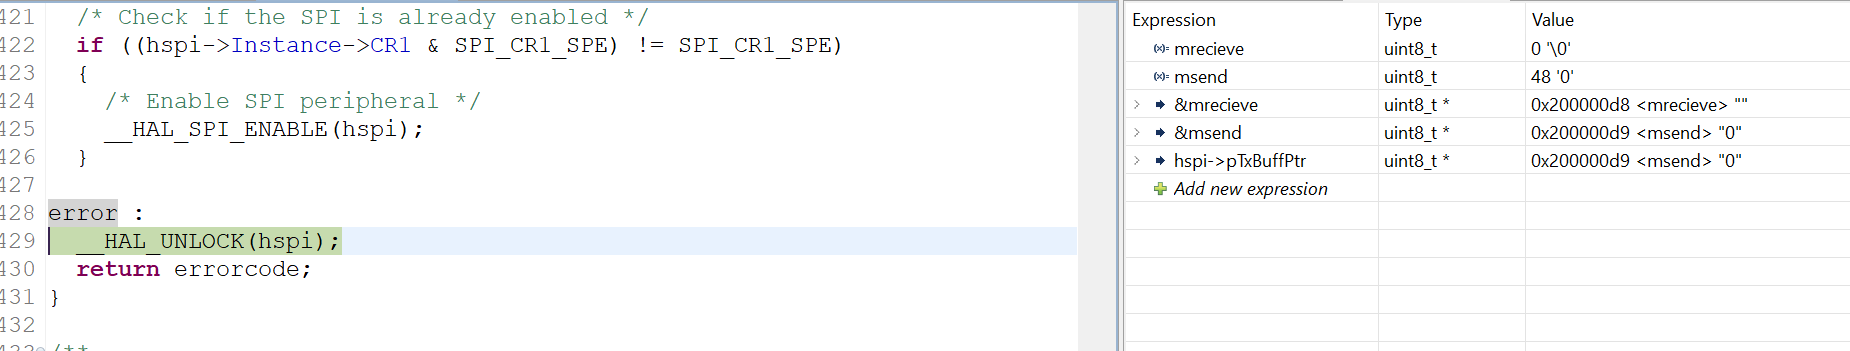 421 /* Check if the SPI is already enabled */
422 if ((hspi->Instance->CR1 & SPI_CR1_SPE) != SPI_CR1_SPE)
423 {
424 /* Enable SPI peripheral */
425 __HAL_SPI_ENABLE(hspi);
426 }
427
428 error :
429 __HAL_UNLOCK(hspi);
430 return errorcode;
431 }
432
433 /**
Expression Type Value
(x)= mrecieve uint8_t 0 '\0'
(x)= msend uint8_t 48 '0'
&mrecieve uint8_t * 0x200000d8 <mrecieve> ""
&msend uint8_t * 0x200000d9 <msend> "0"
hspi->pTxBuffPtr uint8_t * 0x200000d9 <msend> "0"
Add new expression